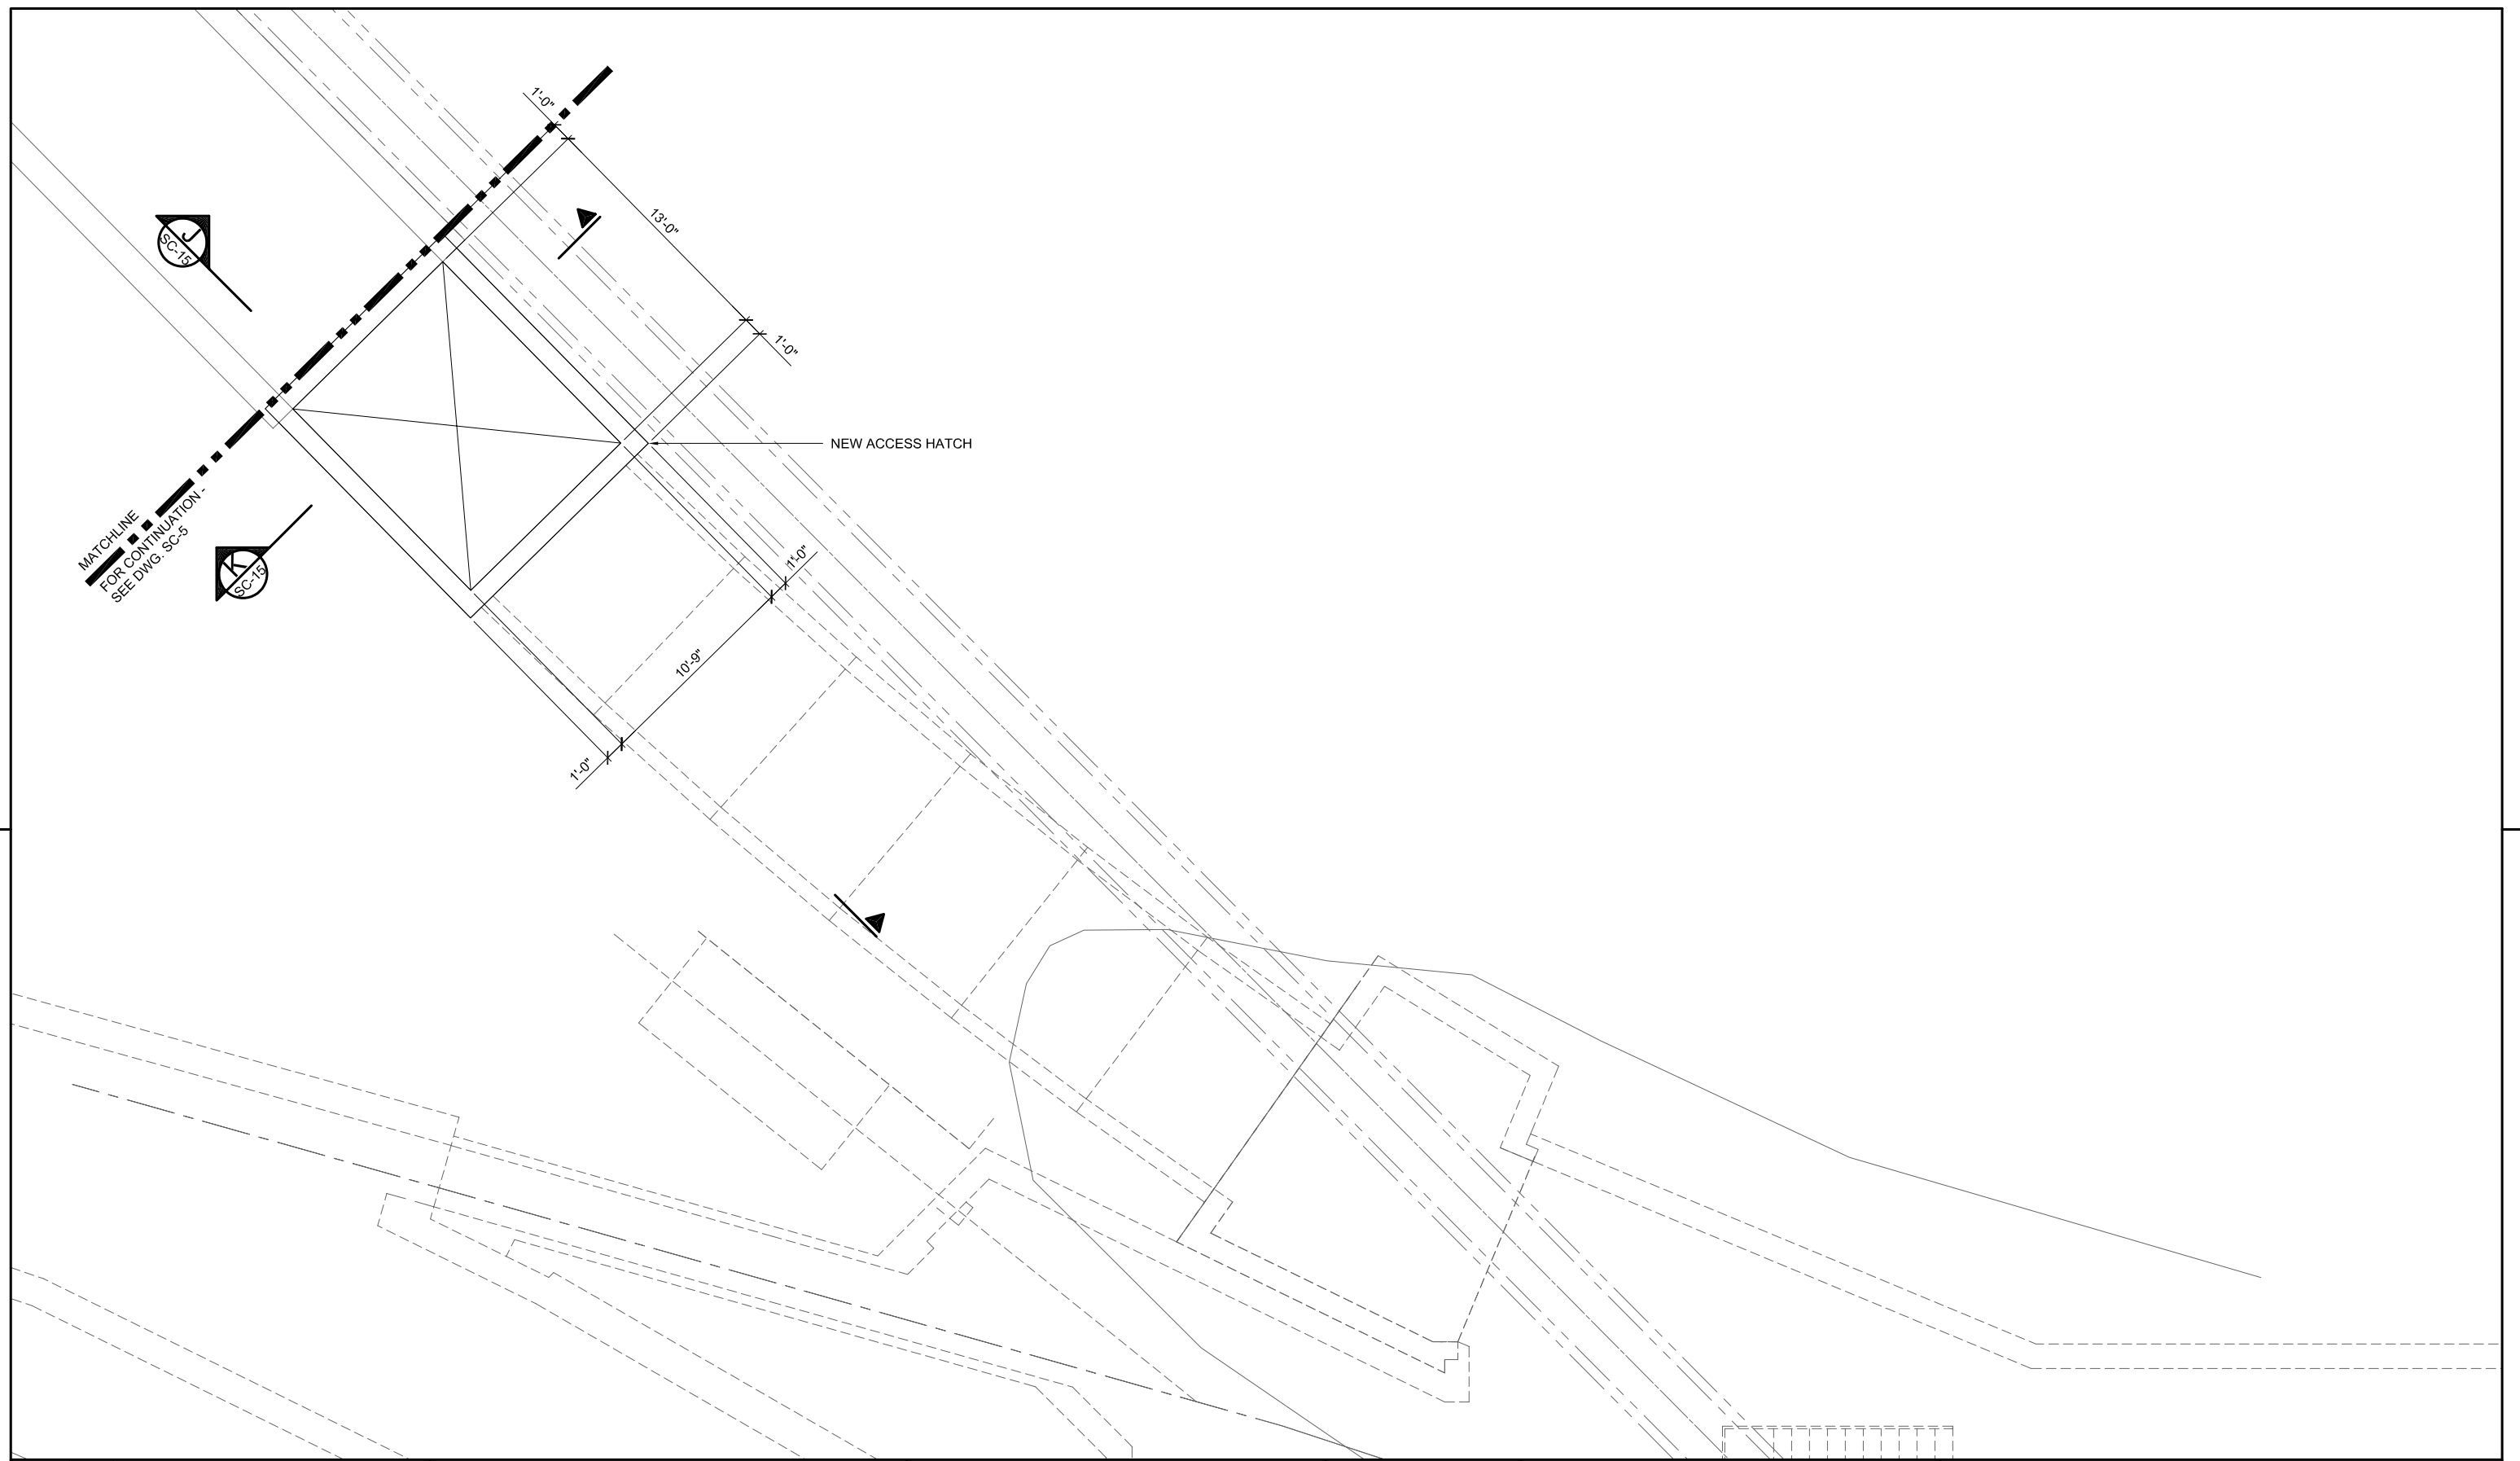 1'-0"
13'-0"
1'-0"
J
SC-15
NEW ACCESS HATCH
MATCHLINE
FOR CONTINUATION -
SEE DWG. SC-5
K
SC-15
1'-0"
10'-9"
1'-0"